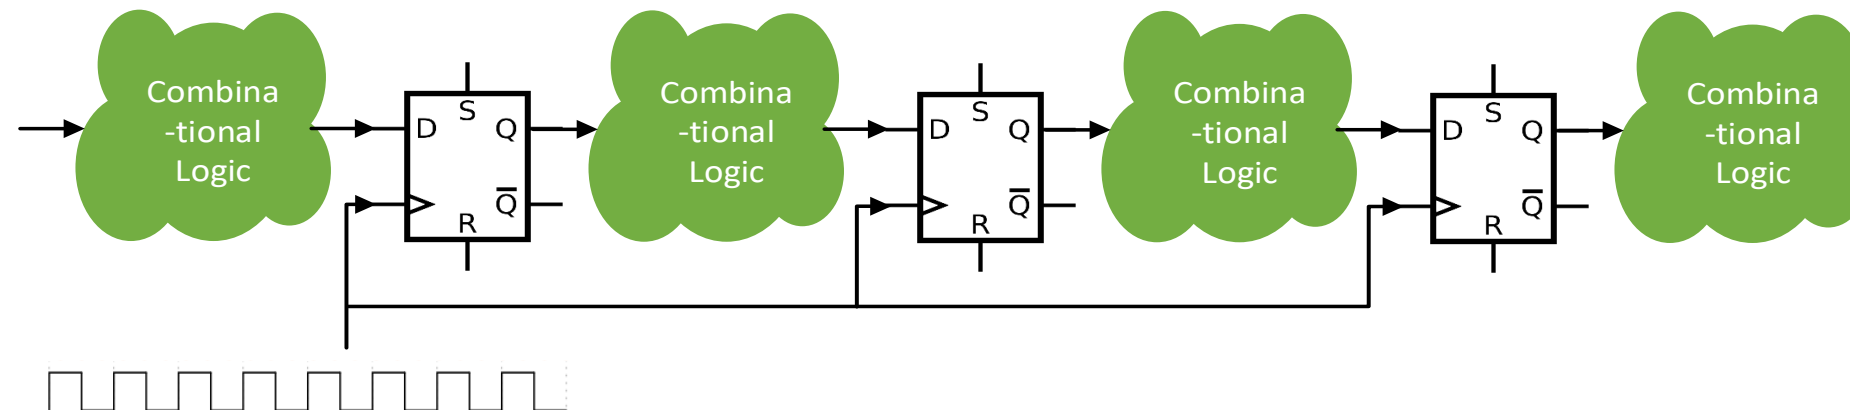 Combina
-tional
Logic
S
D
Q
Q̅
R
Combina
-tional
Logic
S
D
Q
Q̅
R
Combina
-tional
Logic
S
D
Q
Q̅
R
Combina
-tional
Logic